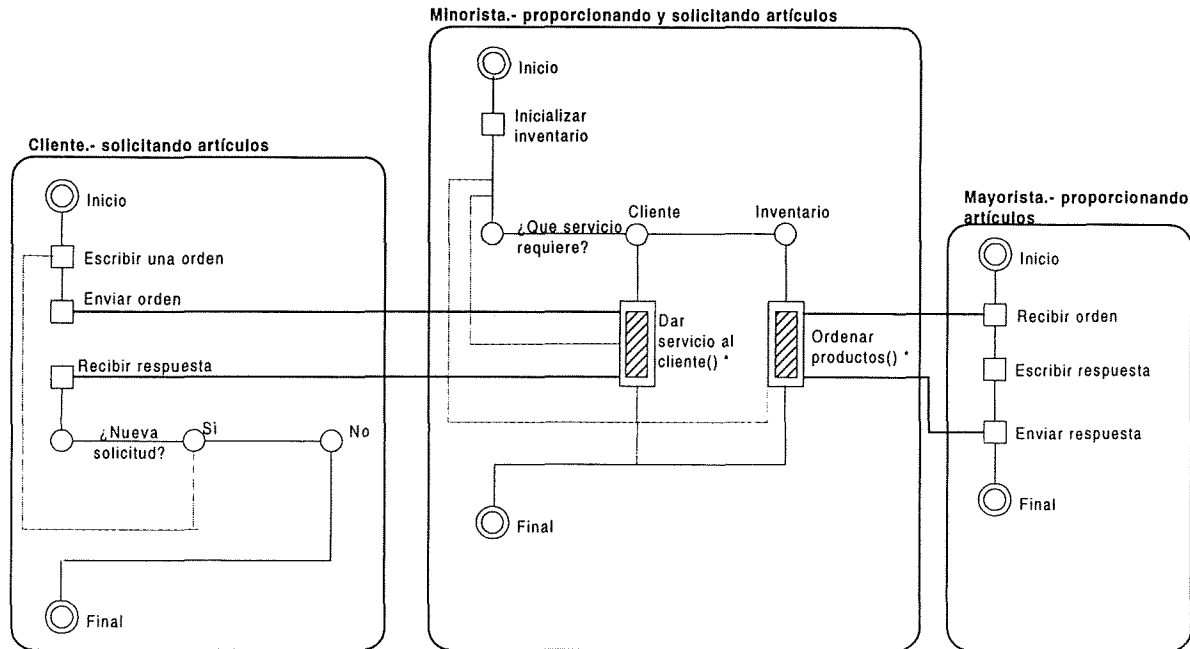 Minorista.- proporcionando y solicitando artículos
Inicio
Inicializar
inventario
¿Que servicio
requiere?
Cliente
Inventario
Dar
servicio al
cliente() *
Ordenar
productos() *
Final
Cliente.- solicitando artículos
Inicio
Escribir una orden
Enviar orden
Recibir respuesta
¿Nueva
solicitud?
Sì
No
Final
Mayorista.- proporcionando
artículos
Inicio
Recibir orden
Escribir respuesta
Enviar respuesta
Final